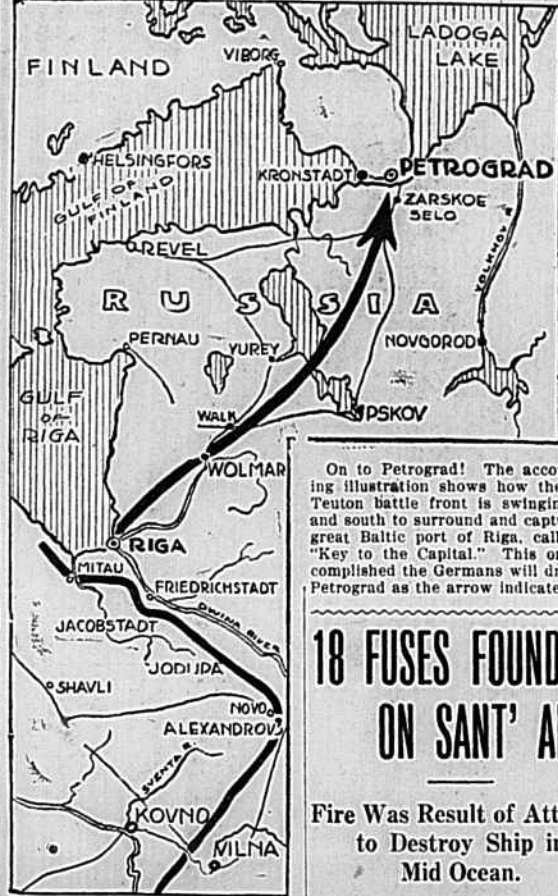 LADOGA
LAKE
FINLAND
VIBORG
HELSINGFORS
GULF OF
FINLAND
KRONSTADT
PETROGRAD
ZARSKOE
SELO
REVEL
VOLKHOV R.
RUSSIA
PERNAU
YUREY
NOVGOROD
GULF
OF
RIGA
WALK
PSKOV
WOLMAR
RIGA
MITAU
FRIEDRICHSTADT
DWINA RIVER
JACOBSTADT
SHAVLI
NOVO
ALEXANDROV
SVENTA R.
KOVNO
VILNA
On to Petrograd! The acco
ing illustration shows how the
Teuton battle front is swingin
and south to surround and capt
great Baltic port of Riga, call
"Key to the Capital." This on
complished the Germans will dr
Petrograd as the arrow indicate
18 FUSES FOUND
ON SANT' A
Fire Was Result of Att
to Destroy Ship in
Mid Ocean.